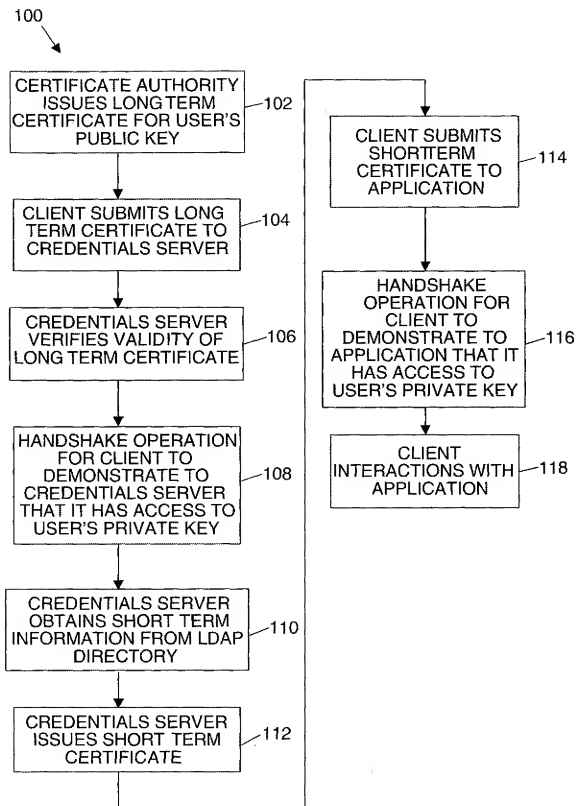 100
CERTIFICATE AUTHORITY
ISSUES LONG TERM
CERTIFICATE FOR USER'S
PUBLIC KEY
102
CLIENT SUBMITS LONG
TERM CERTIFICATE TO
CREDENTIALS SERVER
104
CREDENTIALS SERVER
VERIFIES VALIDITY OF
LONG TERM CERTIFICATE
106
HANDSHAKE OPERATION
FOR CLIENT TO
DEMONSTRATE TO
CREDENTIALS SERVER
THAT IT HAS ACCESS TO
USER'S PRIVATE KEY
108
CREDENTIALS SERVER
OBTAINS SHORT TERM
INFORMATION FROM LDAP
DIRECTORY
110
CREDENTIALS SERVER
ISSUES SHORT TERM
CERTIFICATE
112
CLIENT SUBMITS
SHORTTERM
CERTIFICATE TO
APPLICATION
114
HANDSHAKE
OPERATION FOR
CLIENT TO
DEMONSTRATE TO
APPLICATION THAT IT
HAS ACCESS TO
USER'S PRIVATE KEY
116
CLIENT
INTERACTIONS WITH
APPLICATION
118